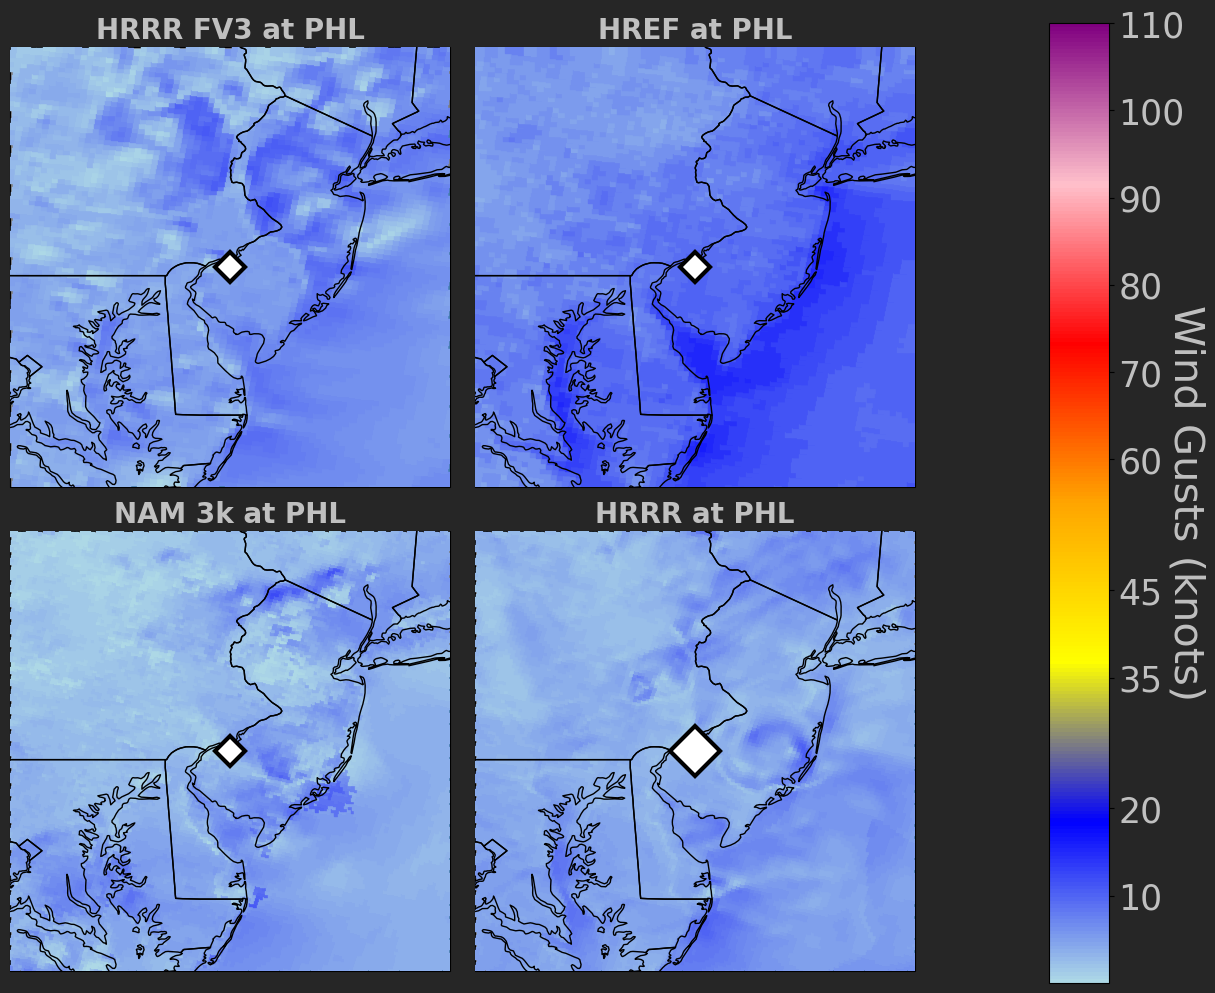 HRRR FV3 at PHL
HREF at PHL
NAM 3k at PHL
HRRR at PHL
110
100
90
80
70
60
45
35
20
10
Wind Gusts (knots)